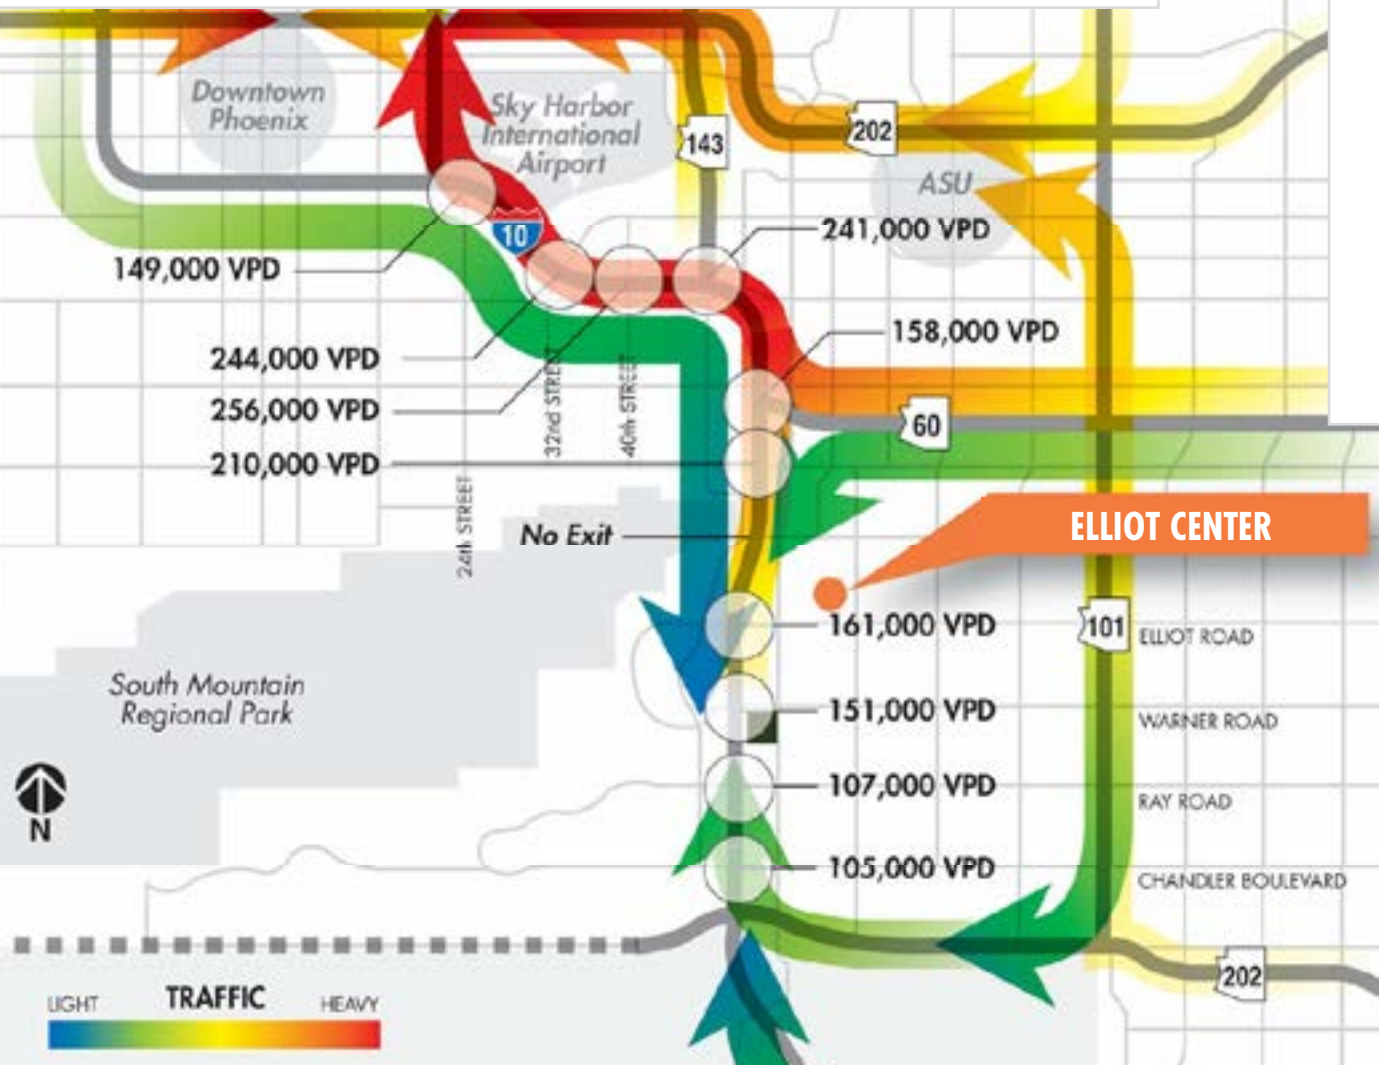 Downtown
Phoenix
Sky Harbor
International
Airport
143
202
ASU
10
241,000 VPD
149,000 VPD
158,000 VPD
244,000 VPD
256,000 VPD
210,000 VPD
32nd STREET
40th STREET
24th STREET
60
No Exit
ELLIOT CENTER
161,000 VPD
101
ELLIOT ROAD
South Mountain
Regional Park
151,000 VPD
WARNER ROAD
107,000 VPD
RAY ROAD
N
105,000 VPD
CHANDLER BOULEVARD
202
LIGHT TRAFFIC HEAVY